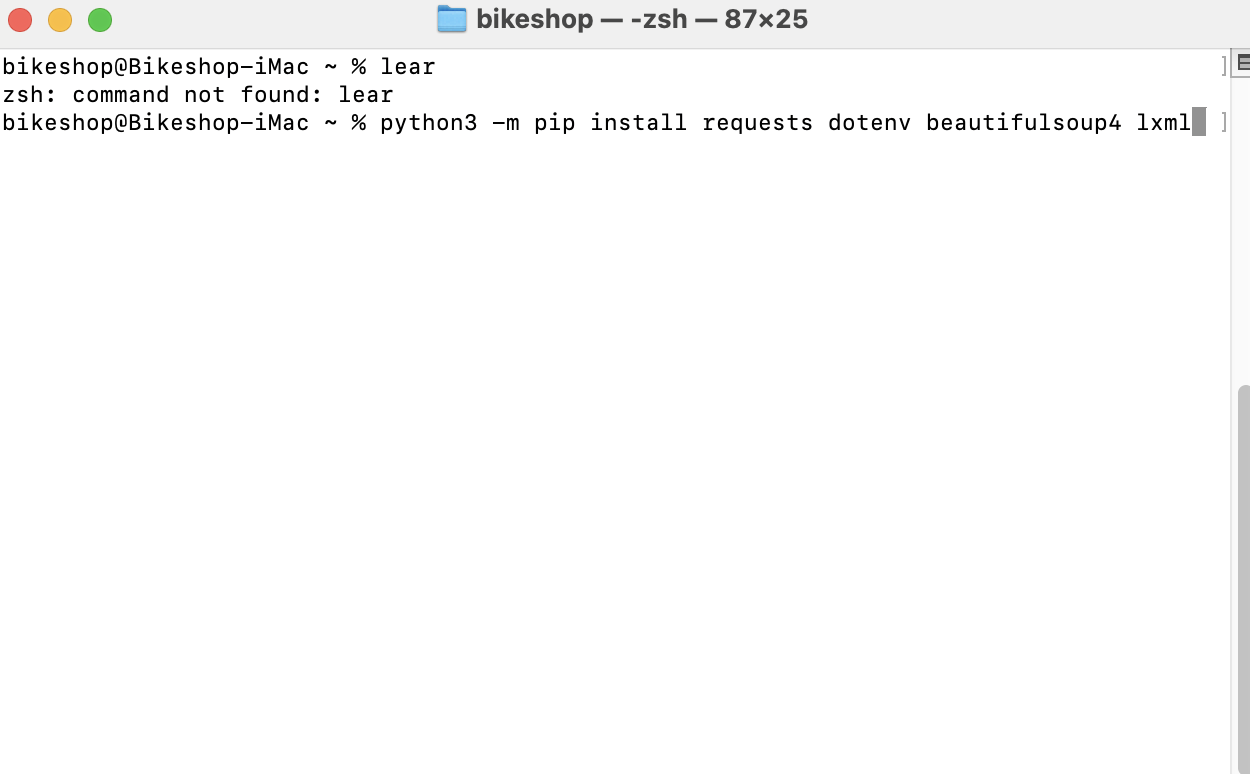 bikeshop — -zsh — 87×25
bikeshop@Bikeshop-iMac ~ % lear ]
zsh: command not found: lear
bikeshop@Bikeshop-iMac ~ % python3 -m pip install requests dotenv beautifulsoup4 lxml ]